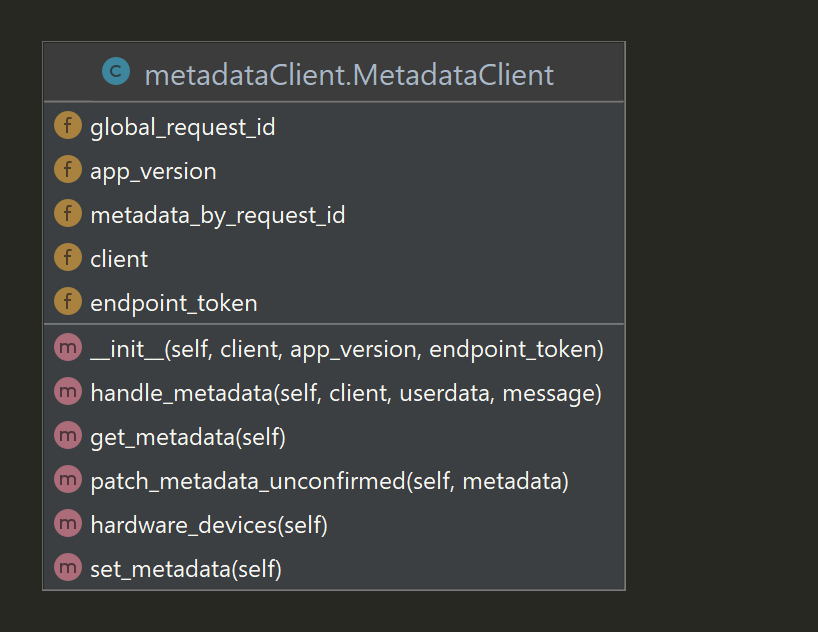 C metadataClient.MetadataClient
f global_request_id
f app_version
f metadata_by_request_id
f client
f endpoint_token
m __init__(self, client, app_version, endpoint_token)
m handle_metadata(self, client, userdata, message)
m get_metadata(self)
m patch_metadata_unconfirmed(self, metadata)
m hardware_devices(self)
m set_metadata(self)